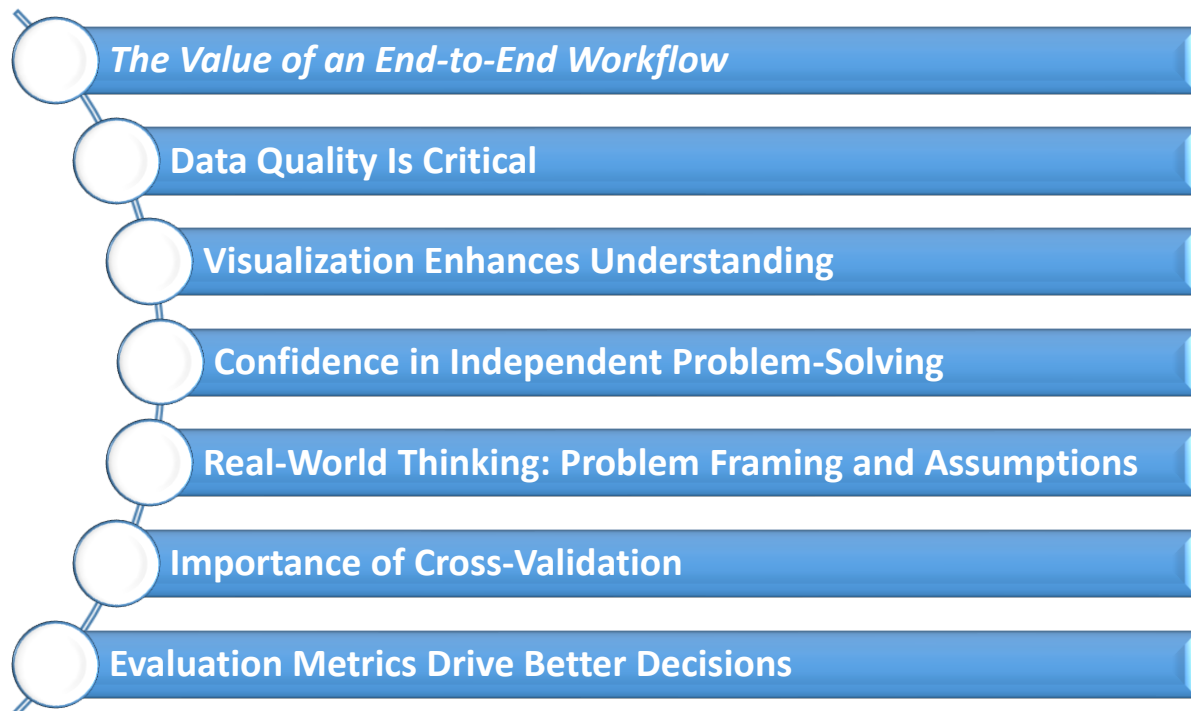 The Value of an End-to-End Workflow
Data Quality Is Critical
Visualization Enhances Understanding
Confidence in Independent Problem-Solving
Real-World Thinking: Problem Framing and Assumptions
Importance of Cross-Validation
Evaluation Metrics Drive Better Decisions